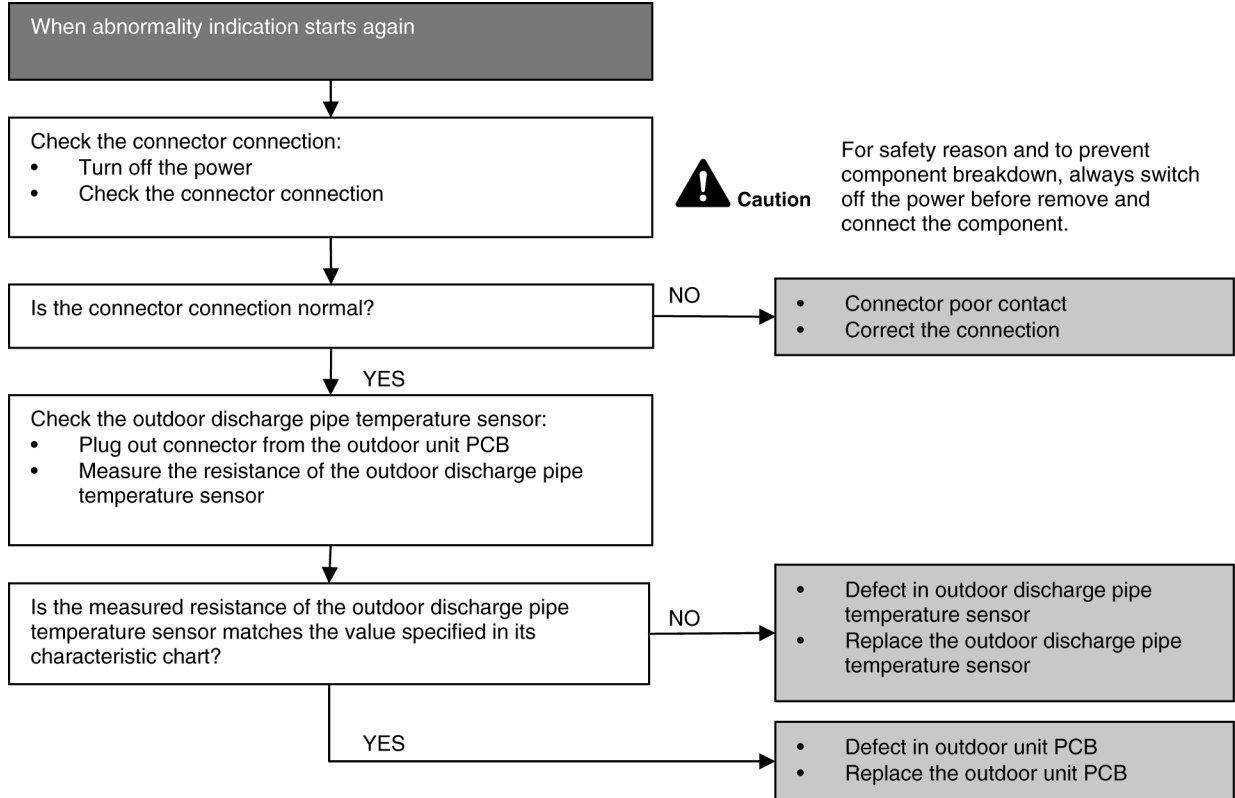 When abnormality indication starts again
Check the connector connection:
• Turn off the power
• Check the connector connection
Caution
For safety reason and to prevent
component breakdown, always switch
off the power before remove and
connect the component.
Is the connector connection normal?
NO
• Connector poor contact
• Correct the connection
YES
Check the outdoor discharge pipe temperature sensor:
• Plug out connector from the outdoor unit PCB
• Measure the resistance of the outdoor discharge pipe
temperature sensor
Is the measured resistance of the outdoor discharge pipe
temperature sensor matches the value specified in its
characteristic chart?
NO
• Defect in outdoor discharge pipe
temperature sensor
• Replace the outdoor discharge pipe
temperature sensor
YES
• Defect in outdoor unit PCB
• Replace the outdoor unit PCB